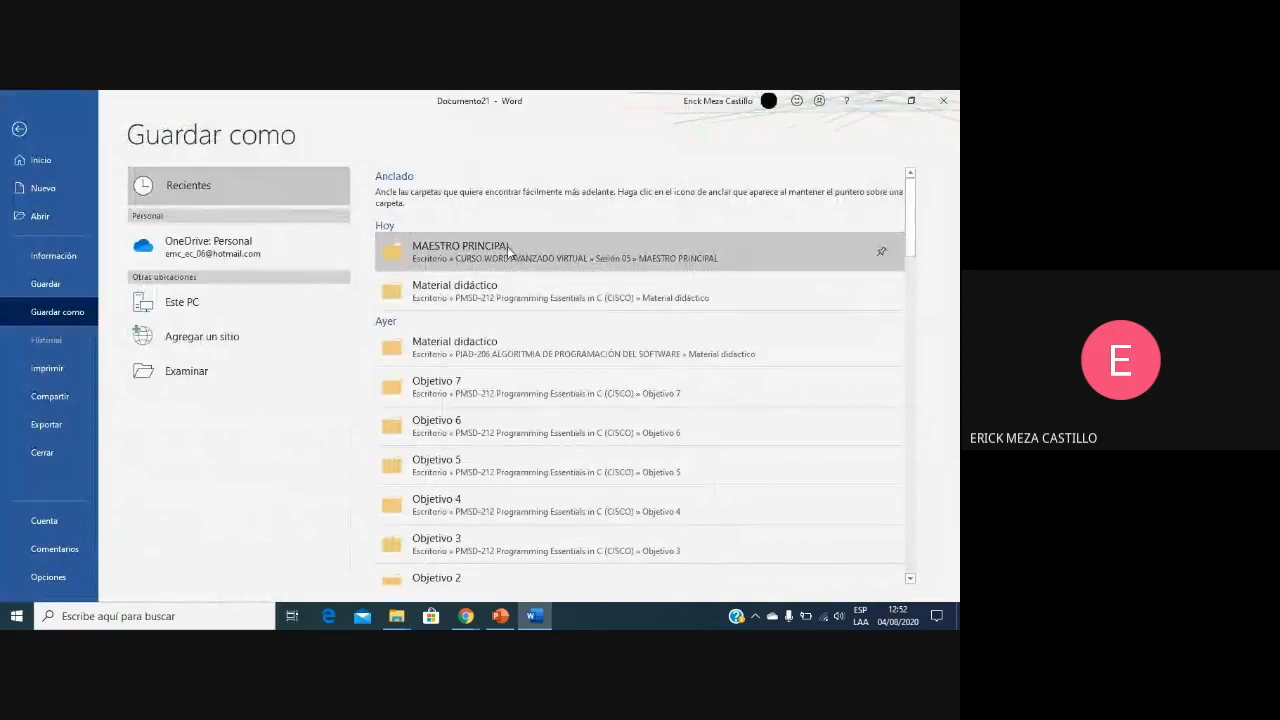 Documento21 - Word
Erick Meza Castillo
?
Guardar como
Inicio
Nuevo
Abrir
Información
Guardar
Guardar como
Historial
Imprimir
Compartir
Exportar
Cerrar
Cuenta
Comentarios
Opciones
Recientes
Personal
OneDrive: Personal
emc_ec_06@hotmail.com
Otras ubicaciones
Este PC
Agregar un sitio
Examinar
Anclado
Ancle las carpetas que quiera encontrar fácilmente más adelante. Haga clic en el icono de anclar que aparece al mantener el puntero sobre una
carpeta.
Hoy
MAESTRO PRINCIPAL
Escritorio » CURSO WORD AVANZADO VIRTUAL » Sesión 05 » MAESTRO PRINCIPAL
Material didáctico
Escritorio » PMSD-212 Programming Essentials in C (CISCO) » Material didáctico
Ayer
Material didactico
Escritorio » PIAD-206 ALGORITMIA DE PROGRAMACIÓN DEL SOFTWARE » Material didactico
Objetivo 7
Escritorio » PMSD-212 Programming Essentials in C (CISCO) » Objetivo 7
Objetivo 6
Escritorio » PMSD-212 Programming Essentials in C (CISCO) » Objetivo 6
Objetivo 5
Escritorio » PMSD-212 Programming Essentials in C (CISCO) » Objetivo 5
Objetivo 4
Escritorio » PMSD-212 Programming Essentials in C (CISCO) » Objetivo 4
Objetivo 3
Escritorio » PMSD-212 Programming Essentials in C (CISCO) » Objetivo 3
Objetivo 2
Escribe aquí para buscar
ESP
LAA
12:52
04/08/2020
E
ERICK MEZA CASTILLO